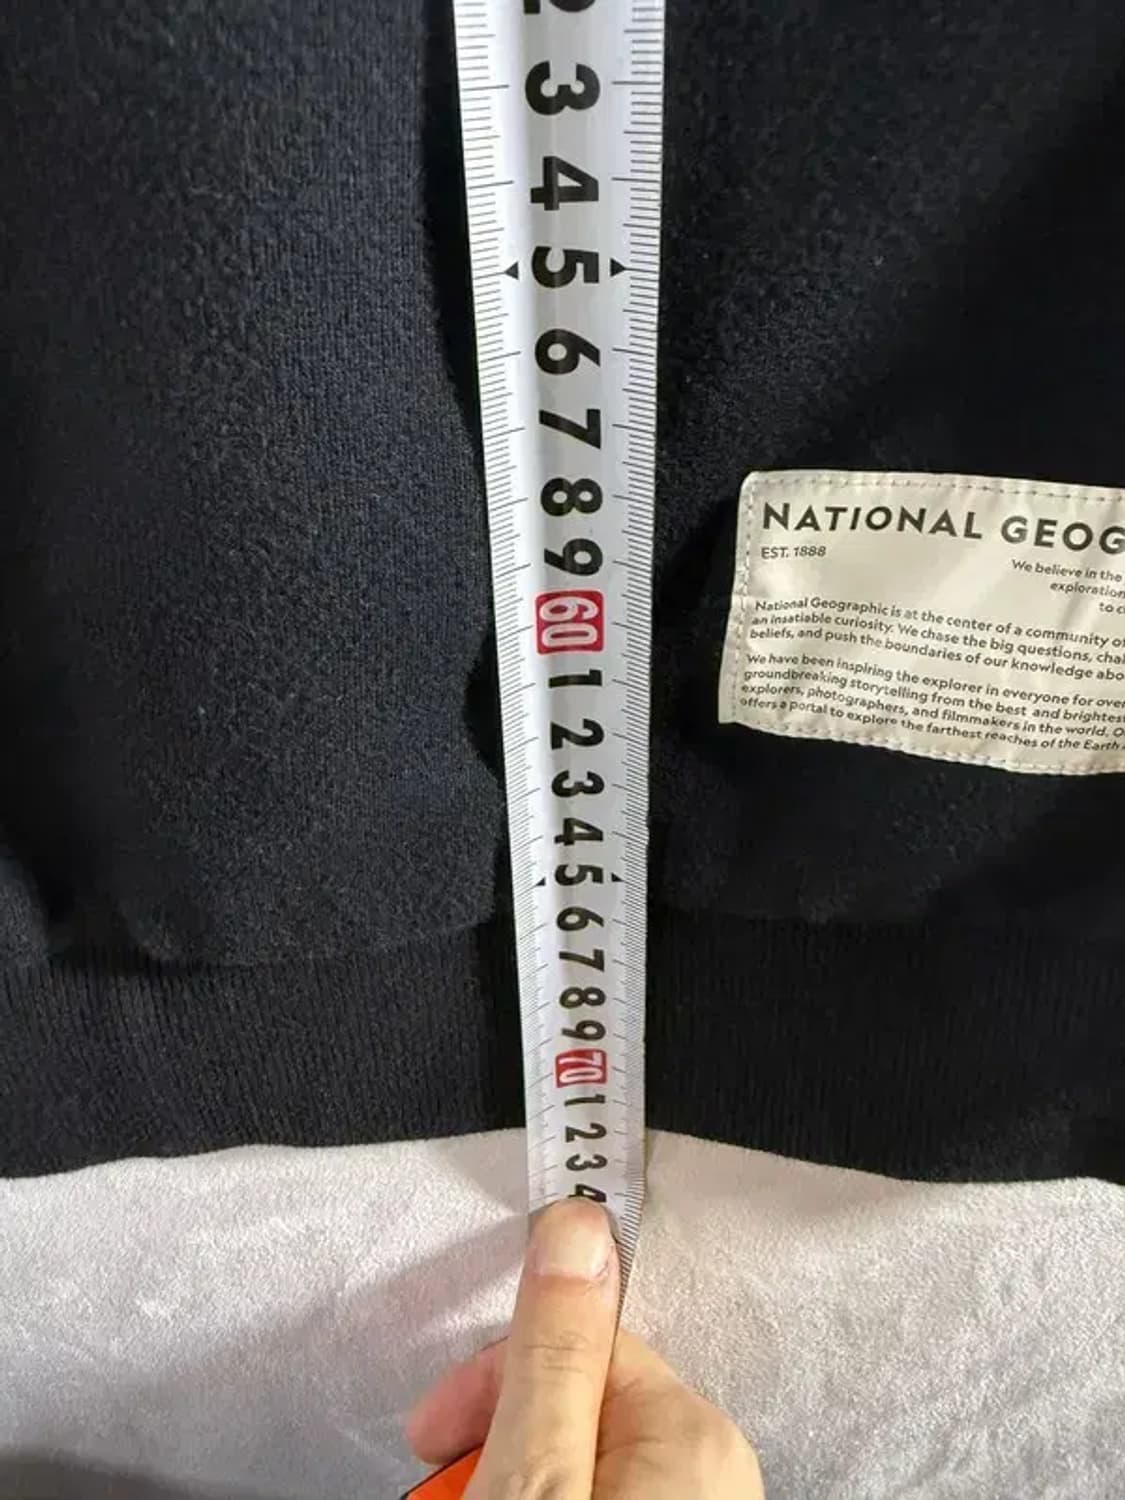 2
3
4
5
6
7
8
9
60
1
2
3
4
5
6
7
8
9
70
1
2
3
4
NATIONAL GEOG
EST. 1888
We believe in the
exploration
to c
National Geographic is at the center of a community of
an insatiable curiosity. We chase the big questions, chal
beliefs, and push the boundaries of our knowledge abo
We have been inspiring the explorer in everyone for over
groundbreaking storytelling from the best and brightest
explorers, photographers, and filmmakers in the world. O
offers a portal to explore the farthest reaches of the Earth